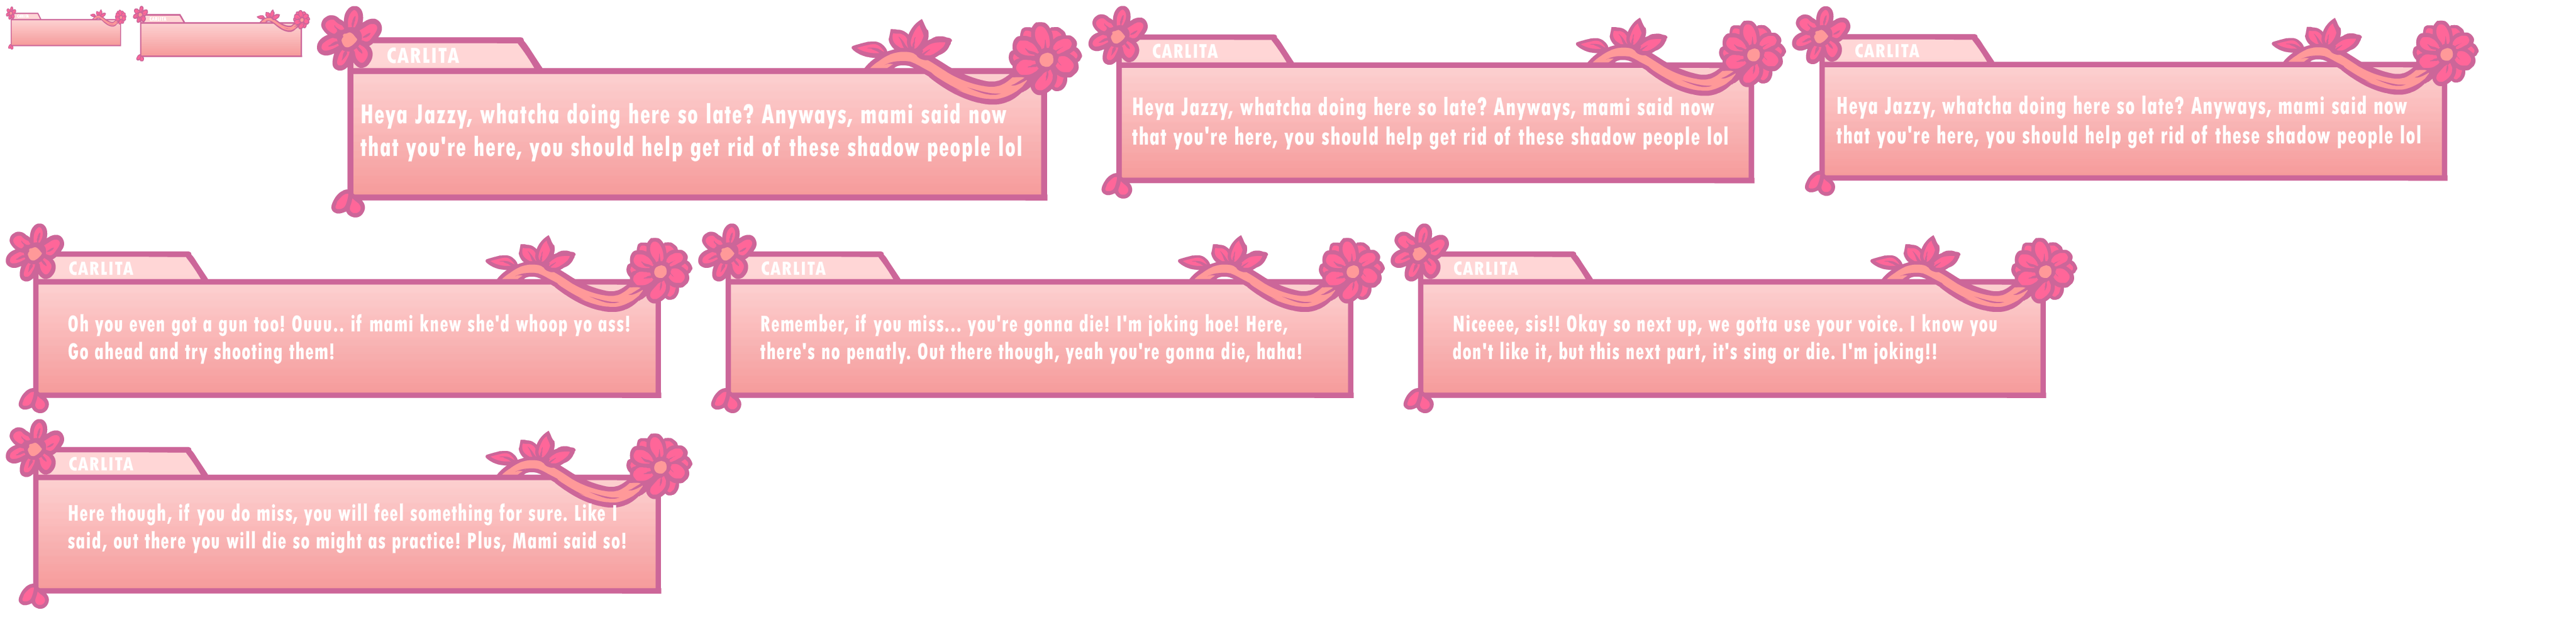 CARLITA
Heya Jazzy, whatcha doing here so late? Anyways, mami said now
that you're here, you should help get rid of these shadow people lol
CARLITA
Heya Jazzy, whatcha doing here so late? Anyways, mami said now
that you're here, you should help get rid of these shadow people lol
CARLITA
Heya Jazzy, whatcha doing here so late? Anyways, mami said now
that you're here, you should help get rid of these shadow people lol
CARLITA
Oh you even got a gun too! Ouuu.. if mami knew she'd whoop yo ass!
Go ahead and try shooting them!
CARLITA
Remember, if you miss... you're gonna die! I'm joking hoe! Here,
there's no penatly. Out there though, yeah you're gonna die, haha!
CARLITA
Niceeee, sis!! Okay so next up, we gotta use your voice. I know you
don't like it, but this next part, it's sing or die. I'm joking!!
CARLITA
Here though, if you do miss, you will feel something for sure. Like I
said, out there you will die so might as practice! Plus, Mami said so!